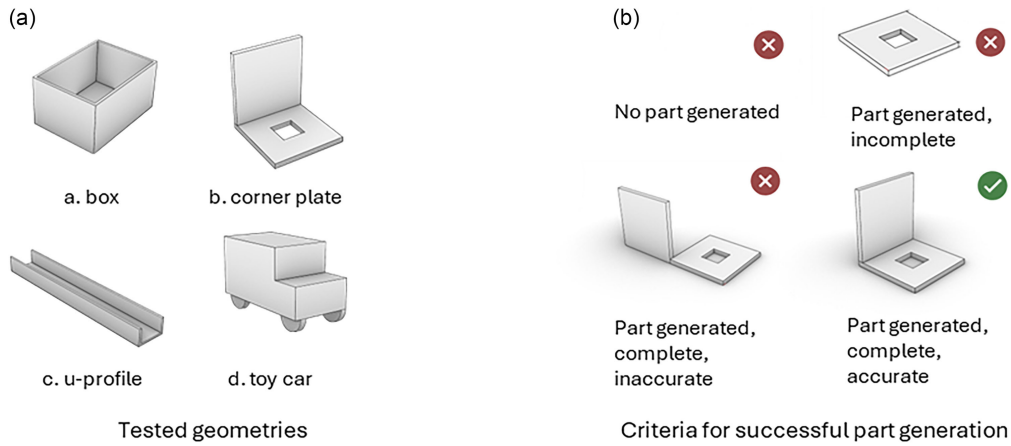 (a)
a. box
b. corner plate
c. u-profile
d. toy car
Tested geometries
(b)
No part generated
Part generated,
incomplete
Part generated,
complete,
inaccurate
Part generated,
complete,
accurate
Criteria for successful part generation